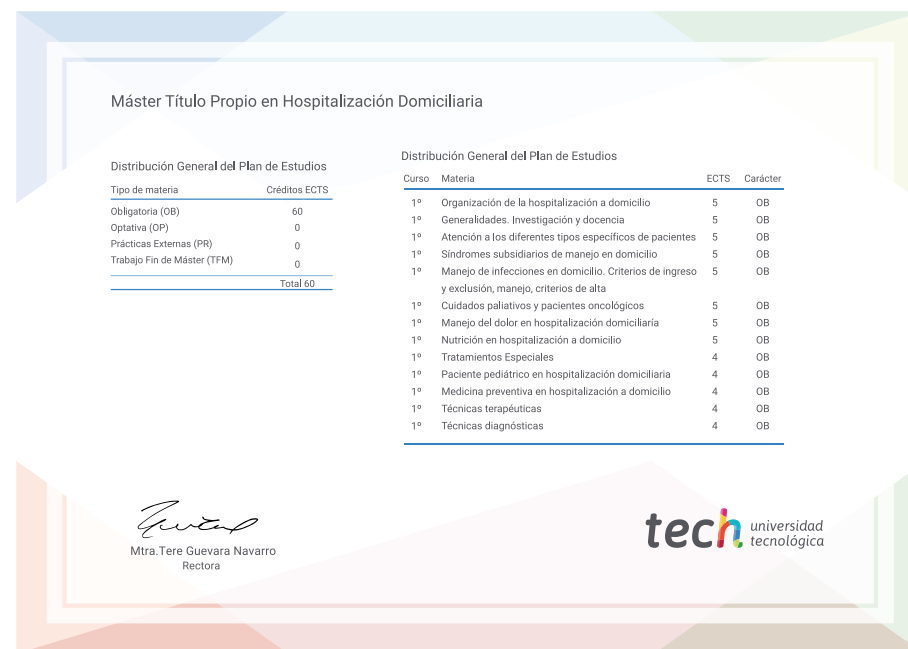 Máster Título Propio en Hospitalización Domiciliaria
Distribución General del Plan de Estudios
Tipo de materia Créditos ECTS
Obligatoria (OB) 60
Optativa (OP) 0
Prácticas Externas (PR) 0
Trabajo Fin de Máster (TFM) 0
Total 60
Distribución General del Plan de Estudios
Curso Materia ECTS Carácter
1º Organización de la hospitalización a domicilio 5 OB
1º Generalidades. Investigación y docencia 5 OB
1º Atención a los diferentes tipos específicos de pacientes 5 OB
1º Síndromes subsidiarios de manejo en domicilio 5 OB
1º Manejo de infecciones en domicilio. Criterios de ingreso 5 OB
y exclusión, manejo, criterios de alta
1º Cuidados paliativos y pacientes oncológicos 5 OB
1º Manejo del dolor en hospitalización domiciliaría 5 OB
1º Nutrición en hospitalización a domicilio 5 OB
1º Tratamientos Especiales 4 OB
1º Paciente pediátrico en hospitalización domiciliaria 4 OB
1º Medicina preventiva en hospitalización a domicilio 4 OB
1º Técnicas terapéuticas 4 OB
1º Técnicas diagnósticas 4 OB
Mtra.Tere Guevara Navarro
Rectora
tech universidad
tecnológica